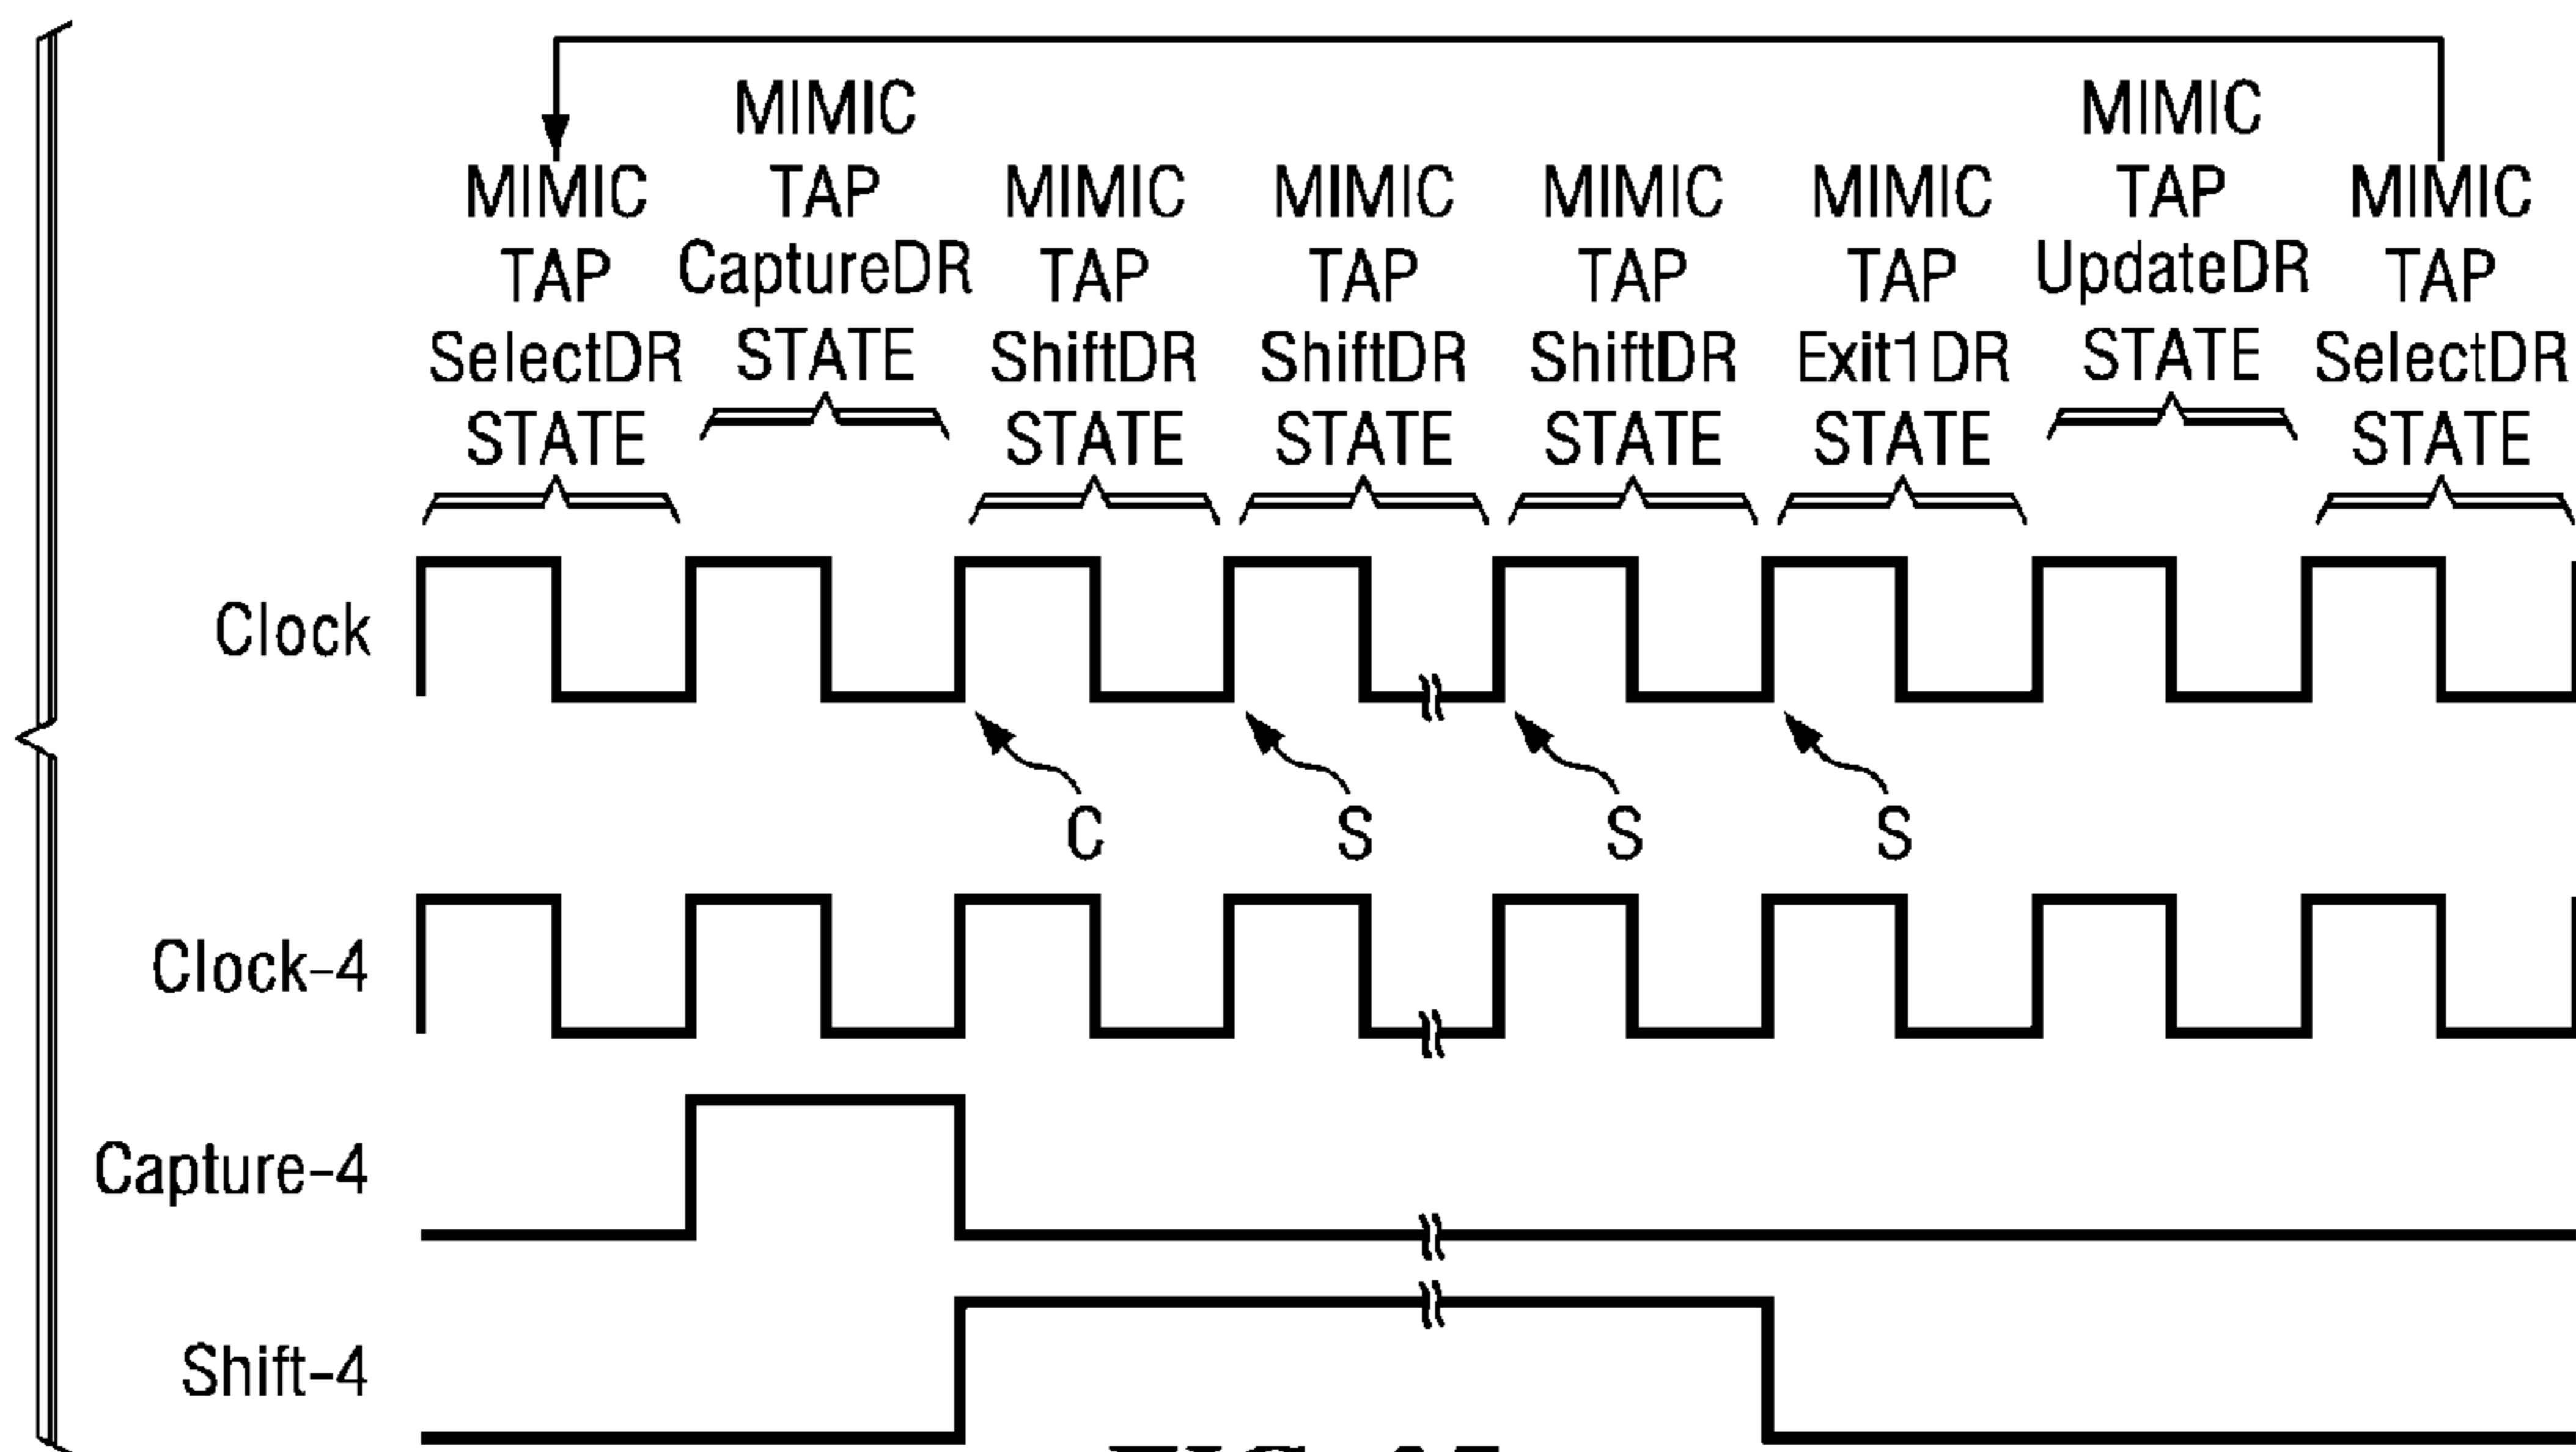 MIMIC
TAP
SelectDR
STATE
MIMIC
TAP
CaptureDR
STATE
MIMIC
TAP
ShiftDR
STATE
MIMIC
TAP
ShiftDR
STATE
MIMIC
TAP
ShiftDR
STATE
MIMIC
TAP
Exit1DR
STATE
MIMIC
TAP
UpdateDR
STATE
MIMIC
TAP
SelectDR
STATE
Clock
C
S
S
S
Clock-4
Capture-4
Shift-4